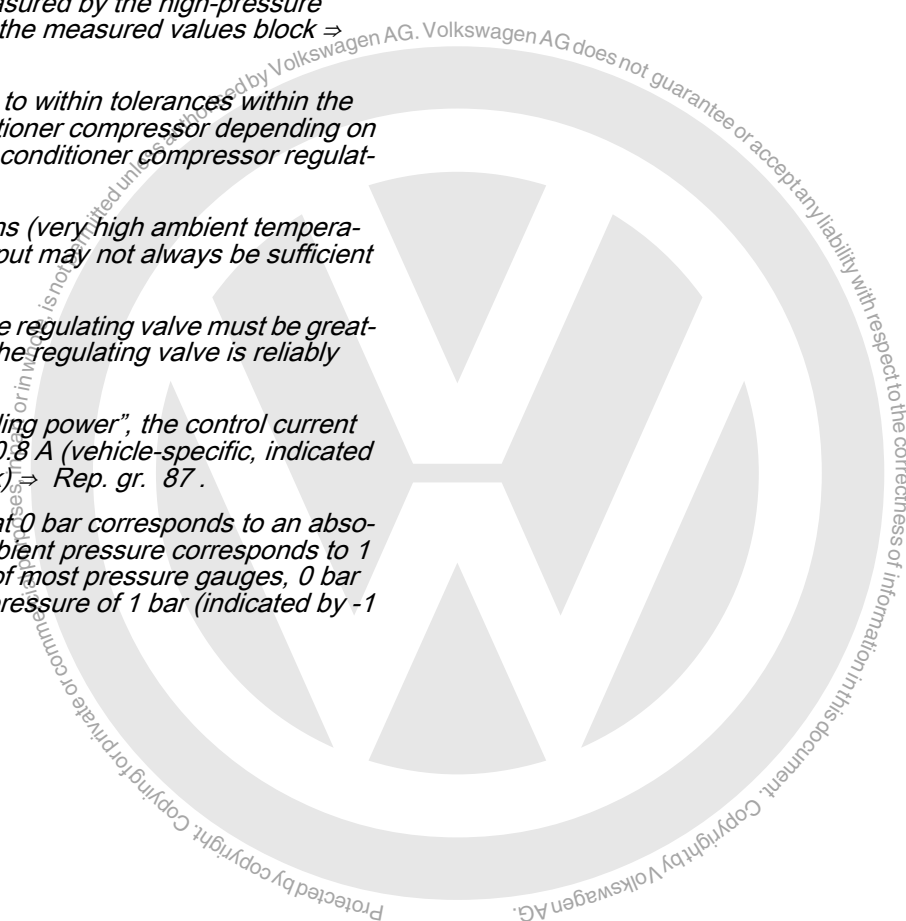 asured by the high-pressure
the measured values block ⇒
to within tolerances within the
tioner compressor depending on
conditioner compressor regulat-
ns (very high ambient tempera-
put may not always be sufficient
e regulating valve must be great-
he regulating valve is reliably
ling power”, the control current
0.8 A (vehicle-specific, indicated
k) ⇒ Rep. gr. 87 .
at 0 bar corresponds to an abso-
bient pressure corresponds to 1
of most pressure gauges, 0 bar
pressure of 1 bar (indicated by -1
Protected by copyright. Copying for private or commercial purposes, in part or in whole, is not permitted unless authorised by Volkswagen AG. Volkswagen AG does not guarantee or accept any liability with respect to the correctness of information in this document. Copyright by Volkswagen AG.